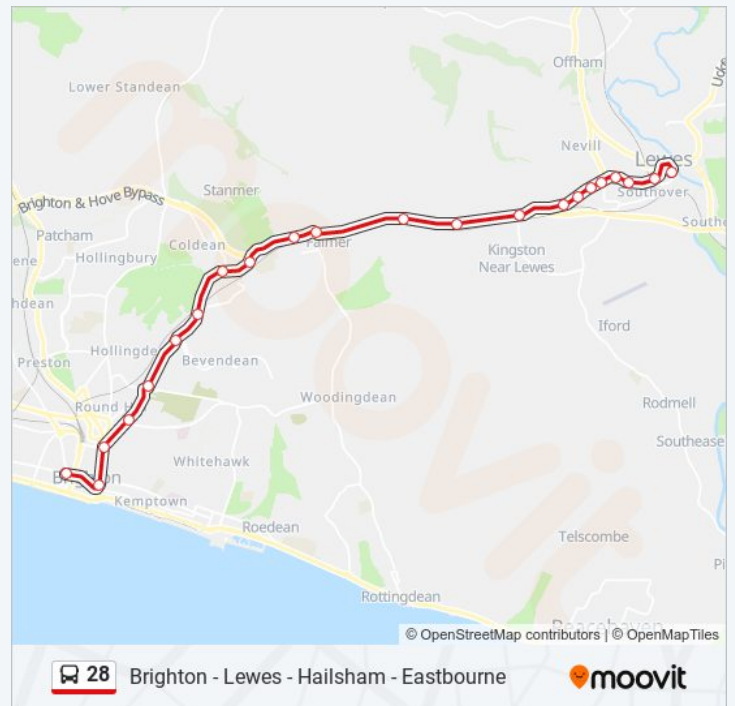 Offham
Lower Standean
Nevill
Lewes
Stanmer
Southover
Brighton & Hove Bypass
Patcham
Coldean
Falmer
Hollingbury
Kingston
Near Lewes
Iford
Preston
Bevendean
Woodingdean
Rodmell
Round H
Southease
Whitehawk
Brighton
Kemptown
Roedean
Telscombe
Rottingdean
Peacehaven
© OpenStreetMap contributors | © OpenMapTiles
28 Brighton - Lewes - Hailsham - Eastbourne
moovit